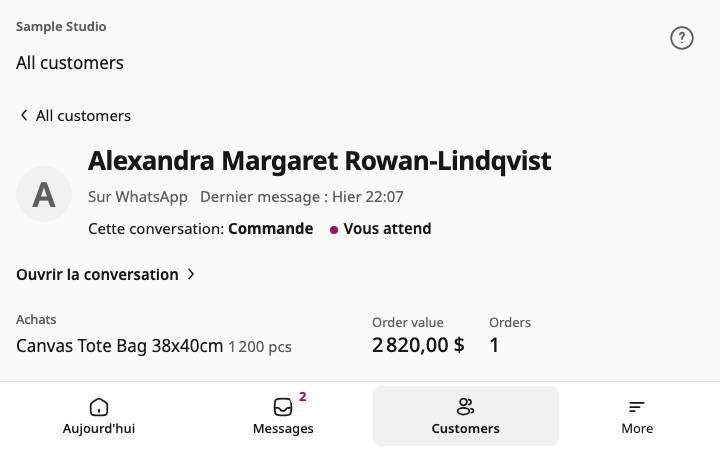 Sample Studio
All customers
All customers
A
Alexandra Margaret Rowan-Lindqvist
Sur WhatsApp Dernier message : Hier 22:07
Cette conversation: Commande Vous attend
Ouvrir la conversation
Achats
Canvas Tote Bag 38x40cm 1 200 pcs
Order value
2 820,00 $
Orders
1
Aujourd'hui
2
Messages
Customers
More